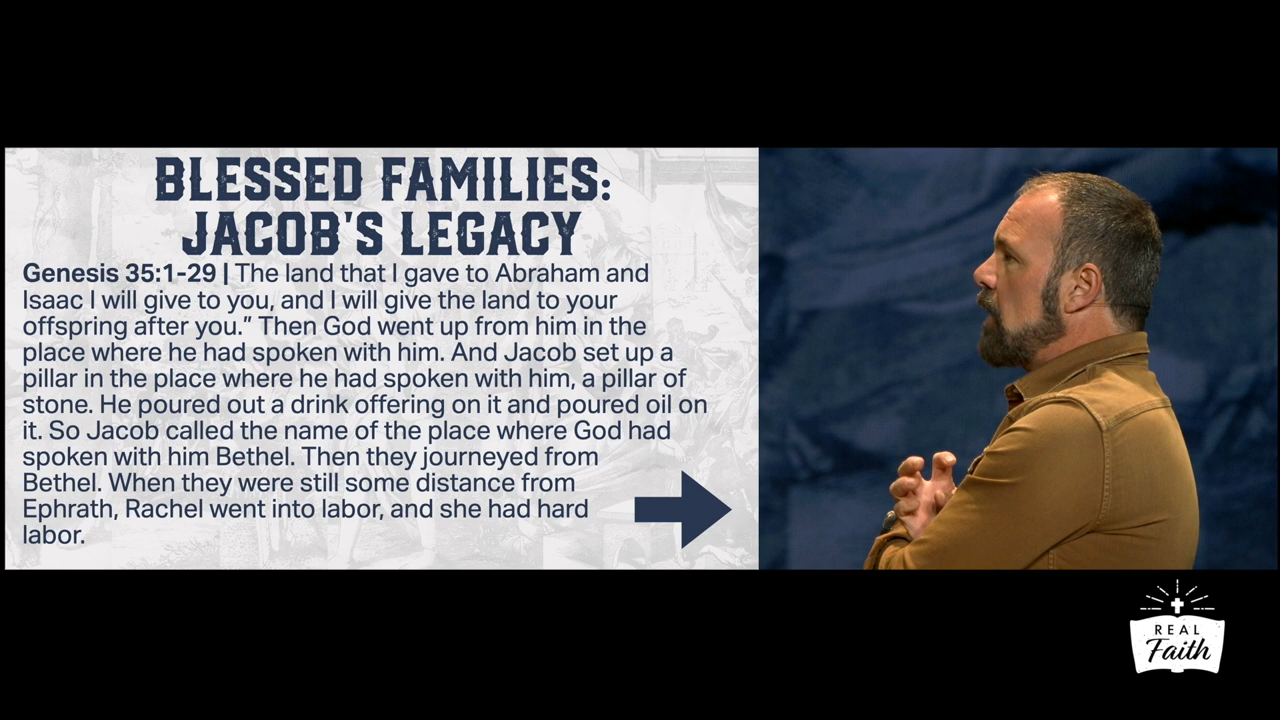 BLESSED FAMILIES:
JACOB'S LEGACY
Genesis 35:1-29 | The land that I gave to Abraham and
Isaac I will give to you, and I will give the land to your
offspring after you.” Then God went up from him in the
place where he had spoken with him. And Jacob set up a
pillar in the place where he had spoken with him, a pillar of
stone. He poured out a drink offering on it and poured oil on
it. So Jacob called the name of the place where God had
spoken with him Bethel. Then they journeyed from
Bethel. When they were still some distance from
Ephrath, Rachel went into labor, and she had hard
labor.
REAL
Faith